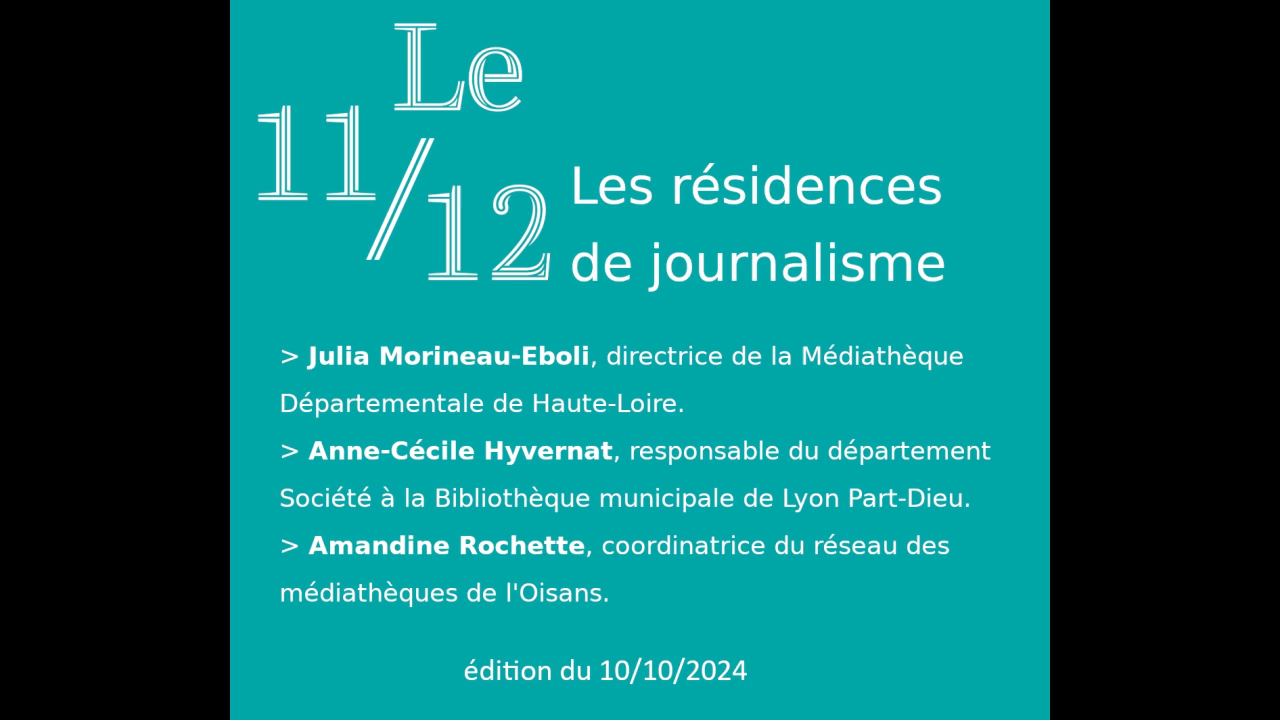 Le
11/12
Les résidences
de journalisme
> Julia Morineau-Eboli, directrice de la Médiathèque
Départementale de Haute-Loire.
> Anne-Cécile Hyvernat, responsable du département
Société à la Bibliothèque municipale de Lyon Part-Dieu.
> Amandine Rochette, coordinatrice du réseau des
médiathèques de l'Oisans.
édition du 10/10/2024